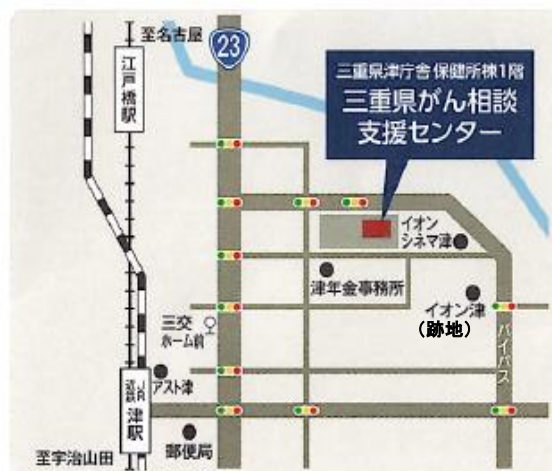 至名古屋
23
江戸橋駅
三重県津庁舎 保健所棟1階
三重県がん相談
支援センター
イオン
シネマ津
津年金事務所
イオン津
(跡地)
三交
ホーム前
バイパス
アスト津
JR
近鉄
津駅
郵便局
至宇治山田